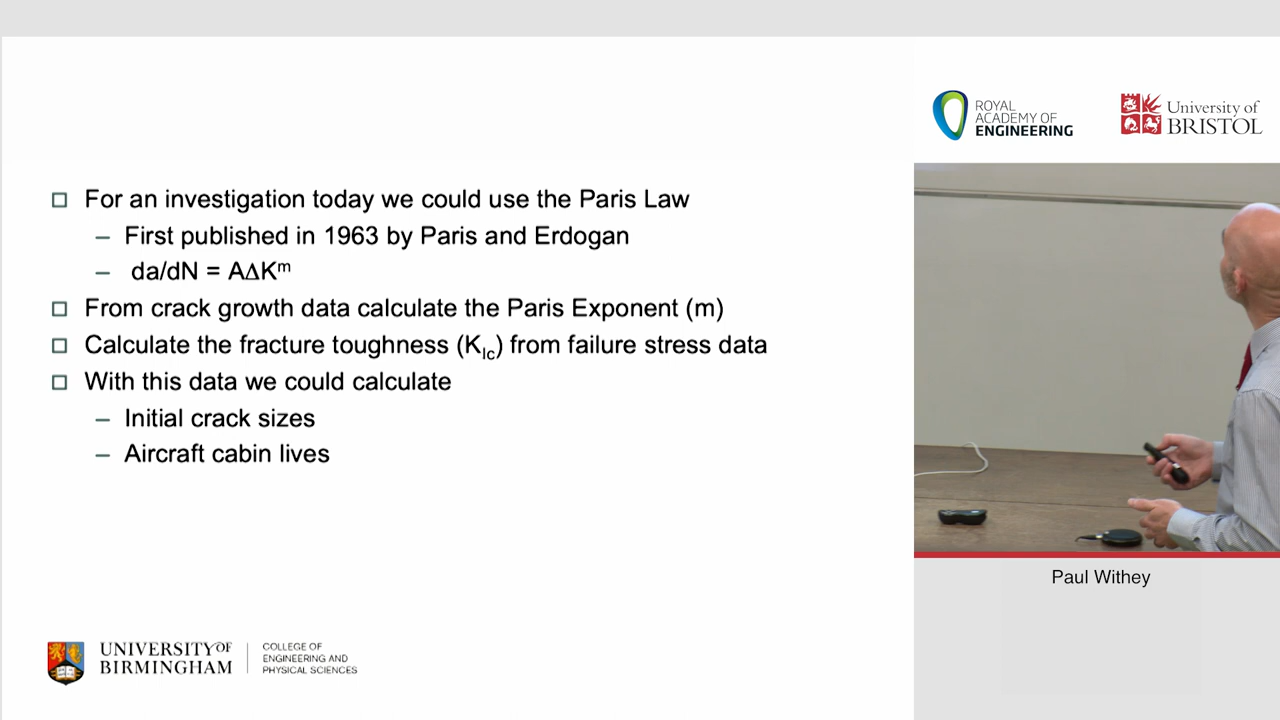 For an investigation today we could use the Paris Law
– First published in 1963 by Paris and Erdogan
– da/dN = AΔKᵐ
From crack growth data calculate the Paris Exponent (m)
Calculate the fracture toughness (K_Ic) from failure stress data
With this data we could calculate
– Initial crack sizes
– Aircraft cabin lives
UNIVERSITY OF
BIRMINGHAM
COLLEGE OF
ENGINEERING AND
PHYSICAL SCIENCES
ROYAL
ACADEMY OF
ENGINEERING
University of
BRISTOL
Paul Withey